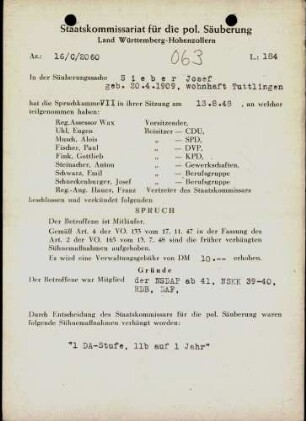 Staatskommissariat für die pol. Säuberung
Land Württemberg-Hohenzollern
Az.: 16/C/2060 063 L.: 184
In der Säuberungssache Sieber Josef
geb. 20.4.1909, wohnhaft Tuttlingen
hat die Spruchkammer VII in ihrer Sitzung am 13.8.48, an welcher
teilgenommen haben:
Reg.Assessor Wax Vorsitzender,
Uhl, Eugen Beisitzer – CDU,
Musch, Alois „ – SPD,
Fischer, Paul „ – DVP,
Fink, Gottlieb „ – KPD,
Steinacher, Anton „ – Gewerkschaften,
Schwarz, Emil „ – Berufsgruppe
Schneckenburger, Josef „ – Berufsgruppe
Reg.-Ang. Hauer, Franz Vertreter des Staatskommissars
beschlossen und verkündet folgenden
SPRUCH
Der Betroffene ist Mitläufer.
Gemäß Art. 4 der VO. 133 vom 17. 11. 47 in der Fassung des
Art. 2 der VO. 165 vom 13. 7. 48 sind die früher verhängten
Sühnemaßnahmen aufgehoben.
Es wird eine Verwaltungsgebühr von DM 10.-- erhoben.
Gründe
Der Betroffene war Mitglied der NSDAP ab 41, NSKK 39-40,
RDB, DAF,
Durch Entscheidung des Staatskommissars für die pol. Säuberung waren
folgende Sühnemaßnahmen verhängt worden:
"1 DA-Stufe, 11b auf 1 Jahr"